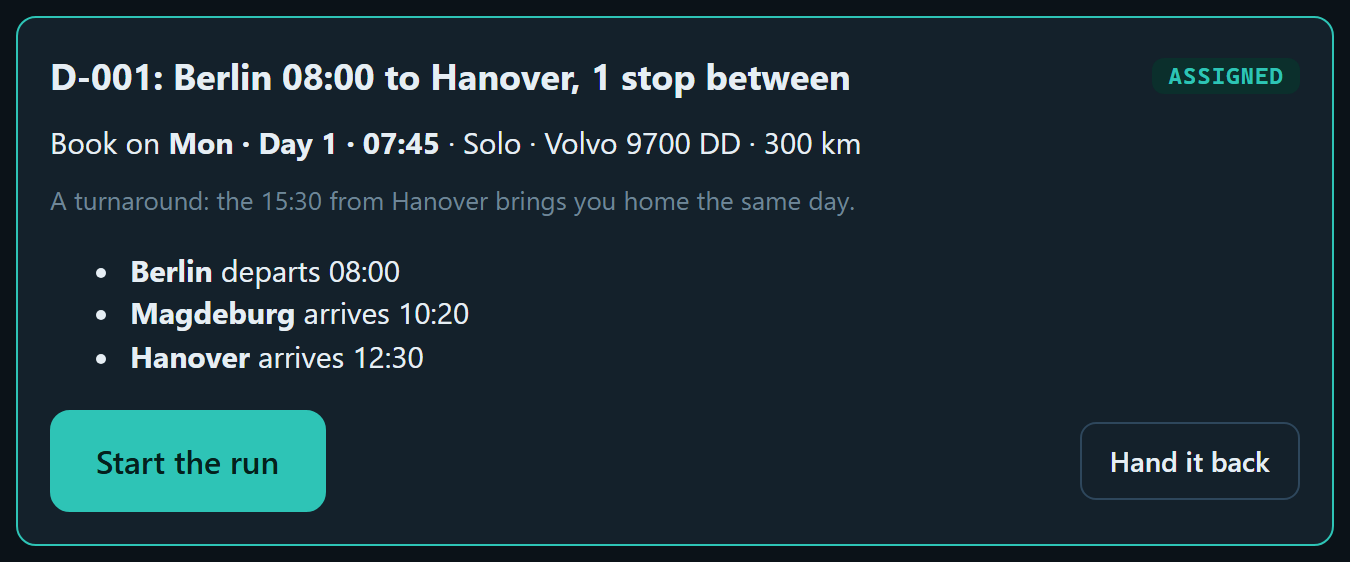 D-001: Berlin 08:00 to Hanover, 1 stop between
ASSIGNED
Book on Mon · Day 1 · 07:45 · Solo · Volvo 9700 DD · 300 km
A turnaround: the 15:30 from Hanover brings you home the same day.
• Berlin departs 08:00
• Magdeburg arrives 10:20
• Hanover arrives 12:30
Start the run
Hand it back